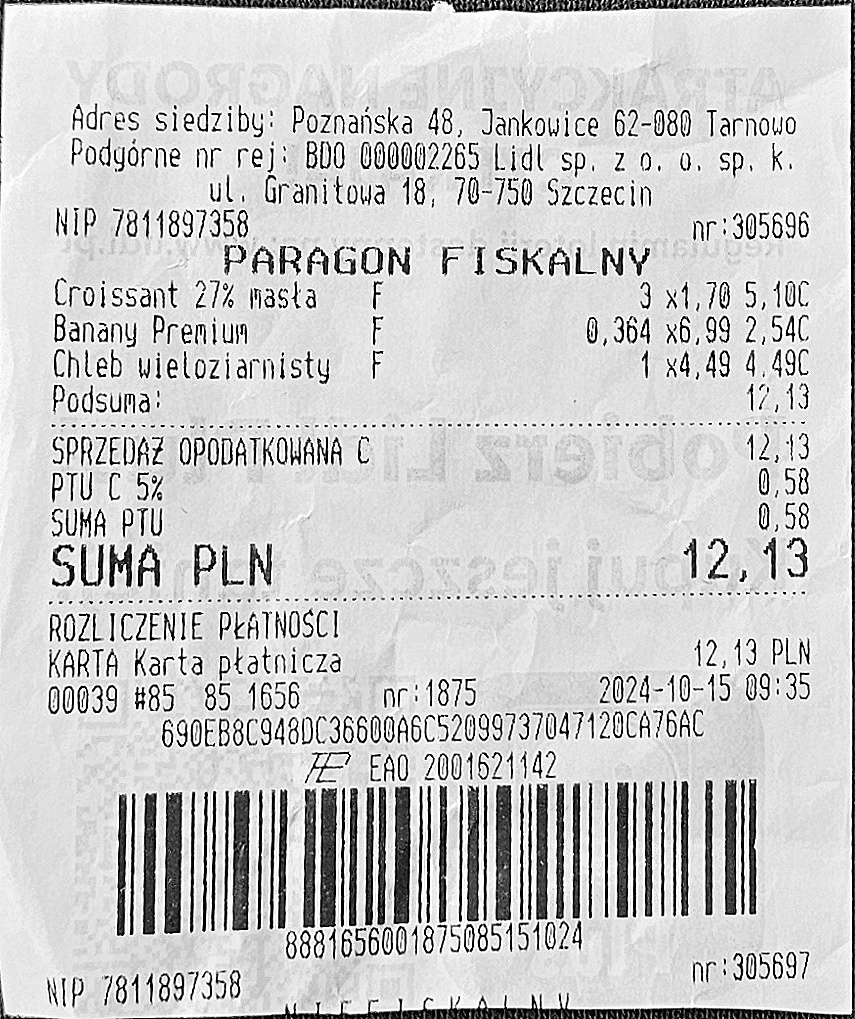 Adres siedziby: Poznańska 48, Jankowice 62-080 Tarnowo
Podgórne nr rej: BDO 000002265 Lidl sp. z o. o. sp. k.
ul. Granitowa 18, 70-750 Szczecin
NIP 7811897358 nr:305696
PARAGON FISKALNY
Croissant 27% masła F 3 x1,70 5,10C
Banany Premium F 0,364 x6,99 2,54C
Chleb wieloziarnisty F 1 x4,49 4,49C
Podsuma: 12,13
SPRZEDAŻ OPODATKOWANA C 12,13
PTU C 5% 0,58
SUMA PTU 0,58
SUMA PLN 12,13
ROZLICZENIE PŁATNOŚCI
KARTA Karta płatnicza 12,13 PLN
00039 #85 85 1656 nr:1875 2024-10-15 09:35
690EB8C948DC36600A6C52099737047120CA76AC
EAO 2001621142
8881656001875085151024
NIP 7811897358 nr:305697